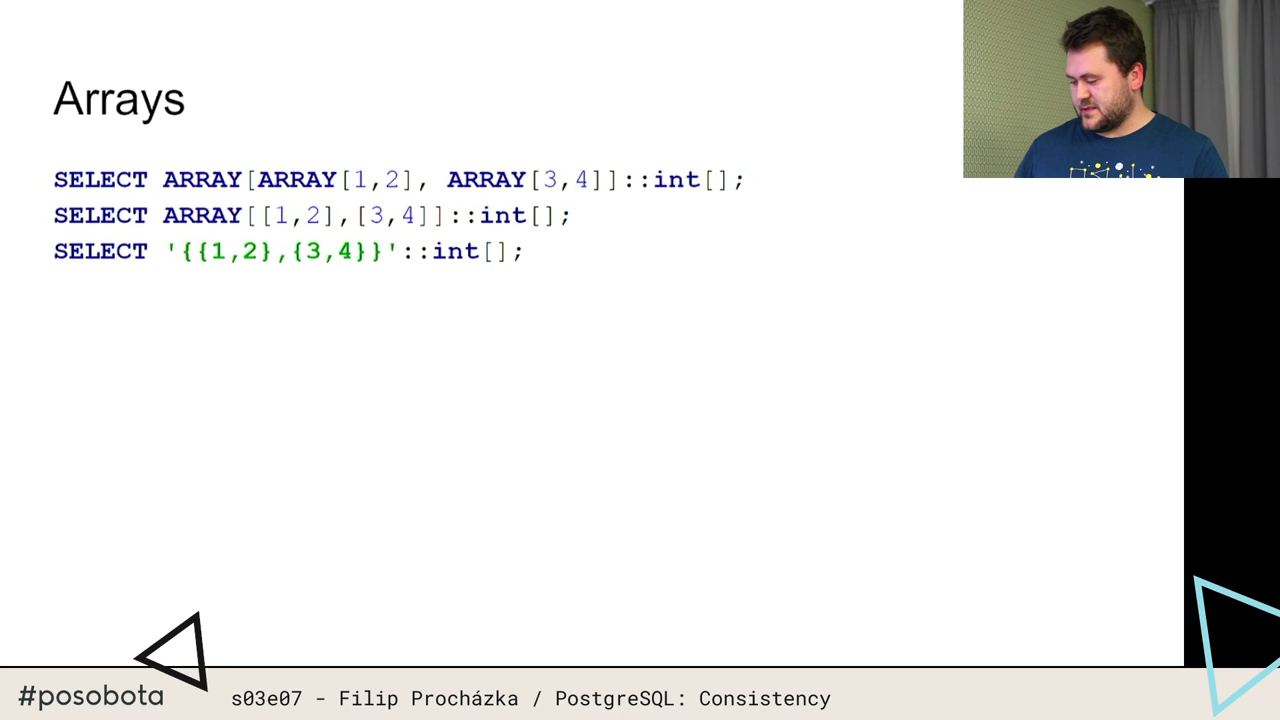 Arrays
SELECT ARRAY[ARRAY[1,2], ARRAY[3,4]]::int[];
SELECT ARRAY[[1,2],[3,4]]::int[];
SELECT '{{1,2},{3,4}}'::int[];
#posobota
s03e07 - Filip Procházka / PostgreSQL: Consistency